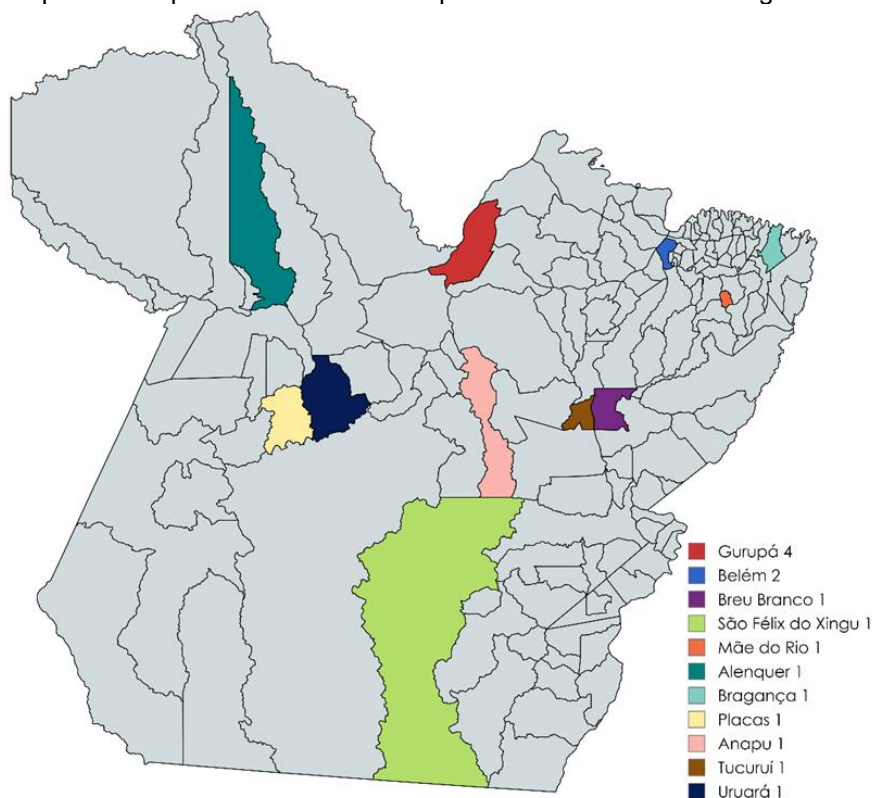 Gurupá 4
Belém 2
Breu Branco 1
São Félix do Xingu 1
Mãe do Rio 1
Alenquer 1
Bragança 1
Placas 1
Anapu 1
Tucuruí 1
Uruará 1